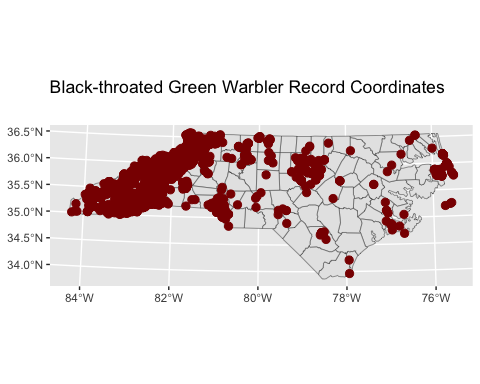 Black-throated Green Warbler Record Coordinates
36.5°N
36.0°N
35.5°N
35.0°N
34.5°N
34.0°N
84°W 82°W 80°W 78°W 76°W